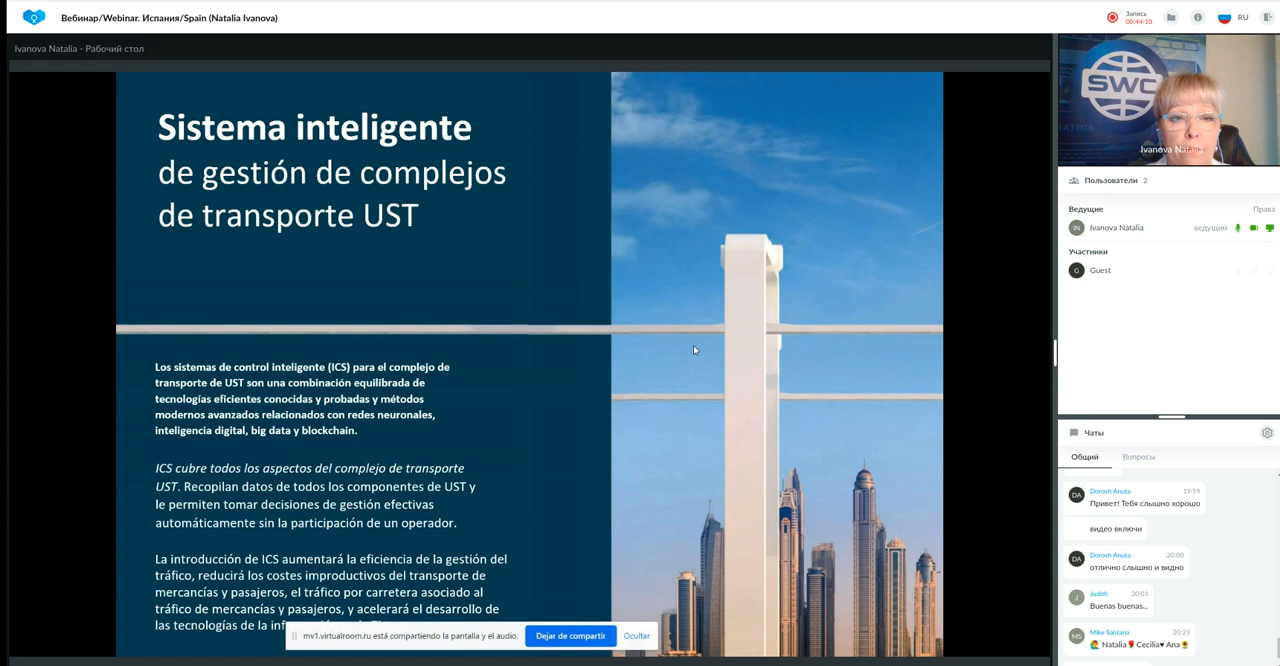 Вебинар/Webinar. Испания/Spain (Natalia Ivanova)
Запись
00:44:10
RU
Ivanova Natalia - Рабочий стол
Sistema inteligente
de gestión de complejos
de transporte UST
Los sistemas de control inteligente (ICS) para el complejo de
transporte de UST son una combinación equilibrada de
tecnologías eficientes conocidas y probadas y métodos
modernos avanzados relacionados con redes neuronales,
inteligencia digital, big data y blockchain.
ICS cubre todos los aspectos del complejo de transporte
UST. Recopilan datos de todos los componentes de UST y
le permiten tomar decisiones de gestión efectivas
automáticamente sin la participación de un operador.
La introducción de ICS aumentará la eficiencia de la gestión del
tráfico, reducirá los costes improductivos del transporte de
mercancías y pasajeros, el tráfico por carretera asociado al
tráfico de mercancías y pasajeros, y acelerará el desarrollo de
las tecnologías de la
mv1.virtualroom.ru está compartiendo la pantalla y el audio.
Dejar de compartir
Ocultar
SWC
Ivanova Natalia
Пользователи 2
Ведущие
Права
IN
Ivanova Natalia
ведущий
Участники
G
Guest
Чаты
Общий
Вопросы
DA
Dorosh Anuta
19:59
Привет! Тебя слышно хорошо
видео включи
DA
Dorosh Anuta
20:00
отлично слышно и видно
J
Judith
20:01
Buenas buenas...
MS
Mike Santana
20:23
🙋‍♂️ Natalia🌹Cecilia♥ Ana🌻